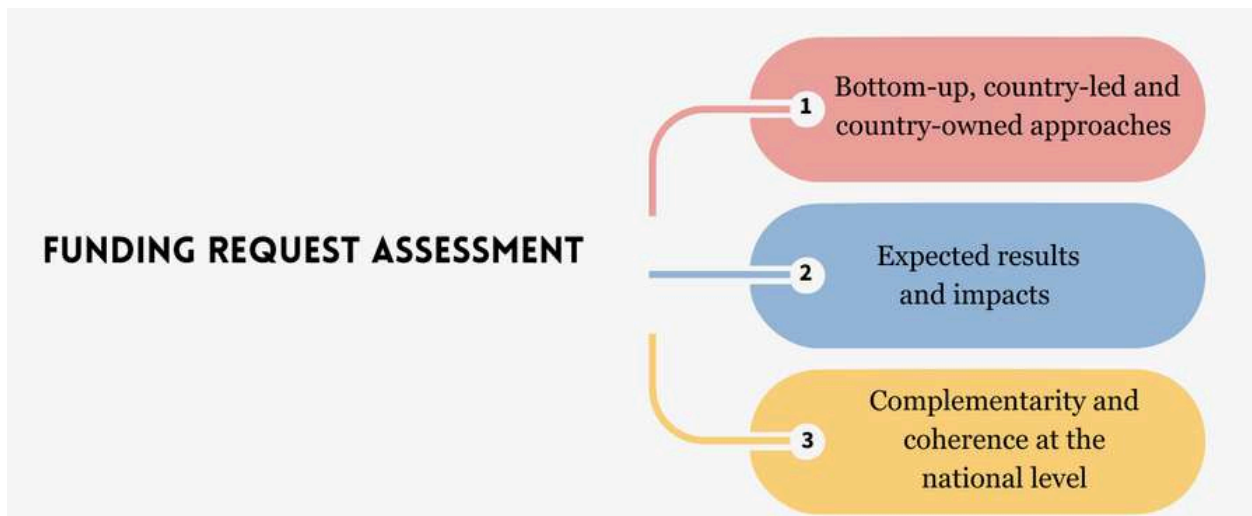 FUNDING REQUEST ASSESSMENT
1
Bottom-up, country-led and
country-owned approaches
2
Expected results
and impacts
3
Complementarity and
coherence at the
national level